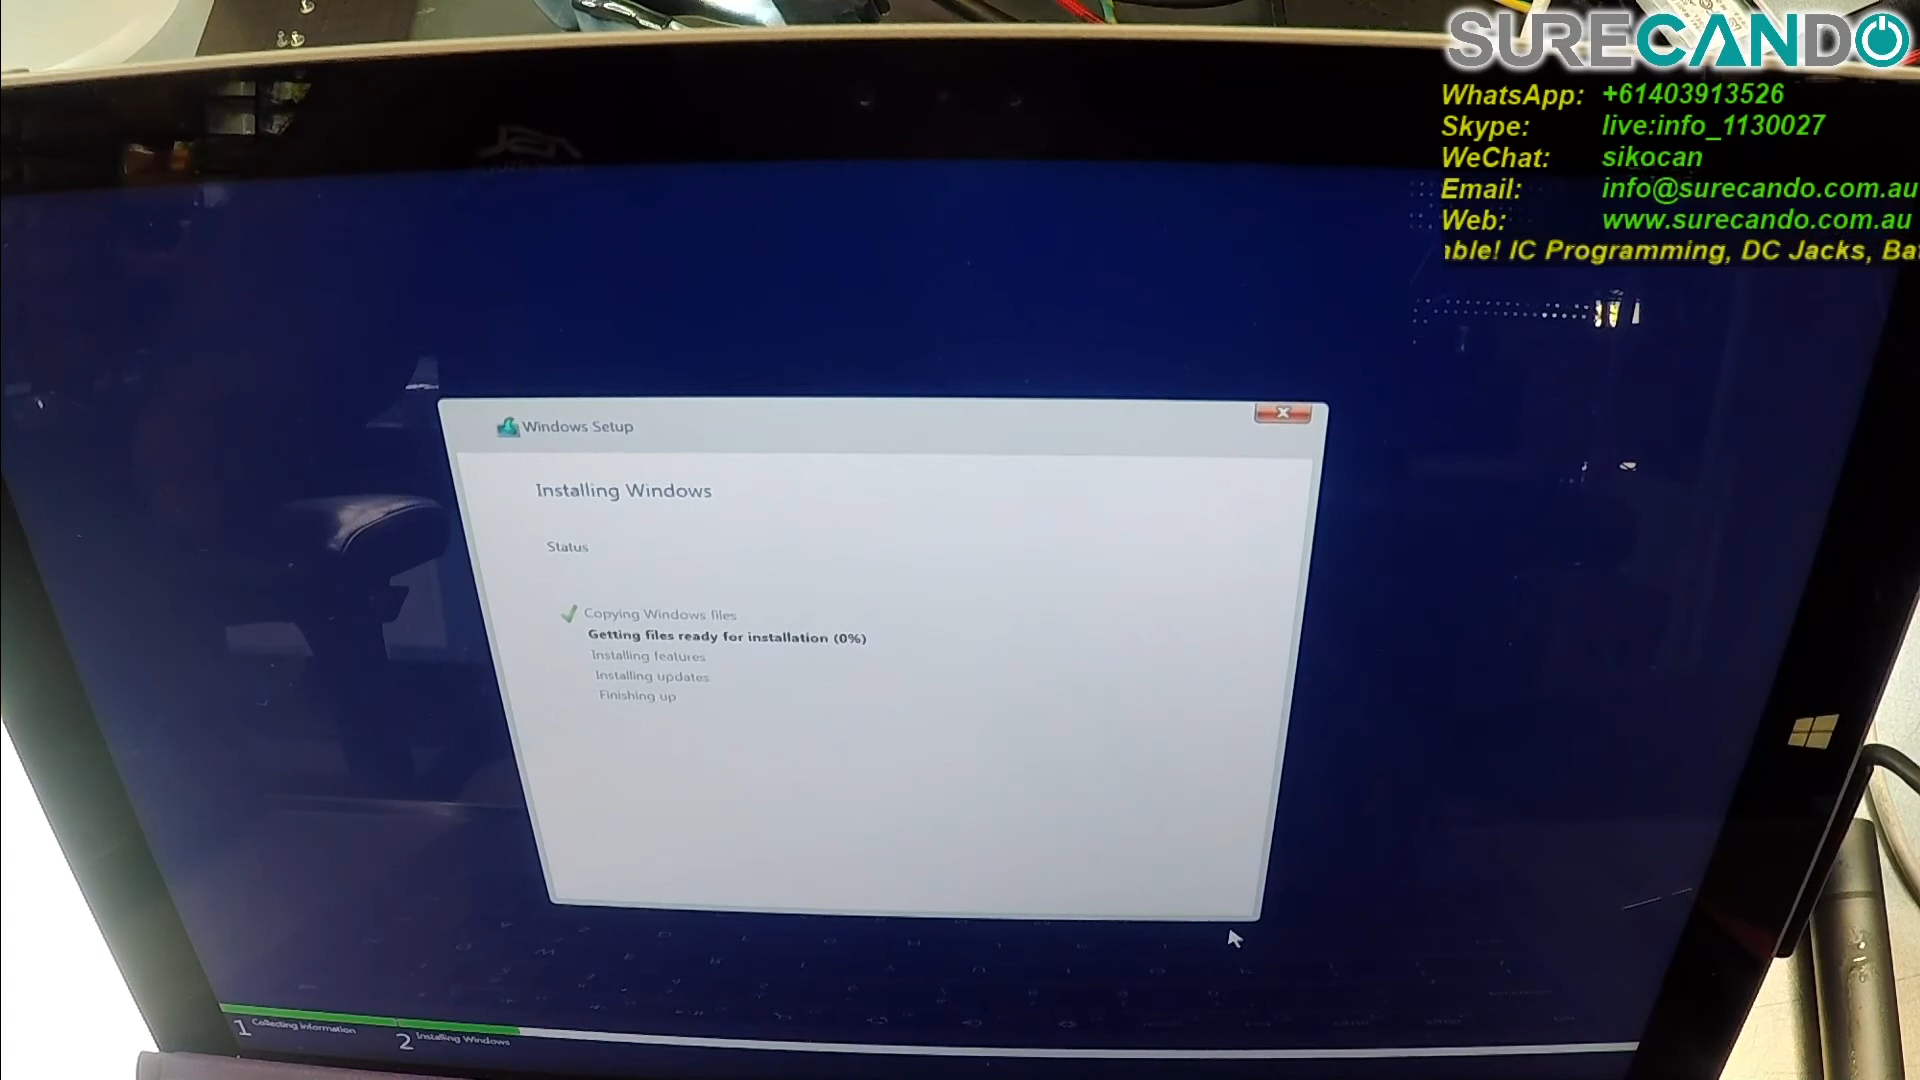 SURECANDO
WhatsApp: +61403913526
Skype: live:info_1130027
WeChat: sikocan
Email: info@surecando.com.au
Web: www.surecando.com.au
able! IC Programming, DC Jacks, Bat
Windows Setup
Installing Windows
Status
Copying Windows files
Getting files ready for installation (0%)
Installing features
Installing updates
Finishing up
1 Collecting information
2 Installing Windows